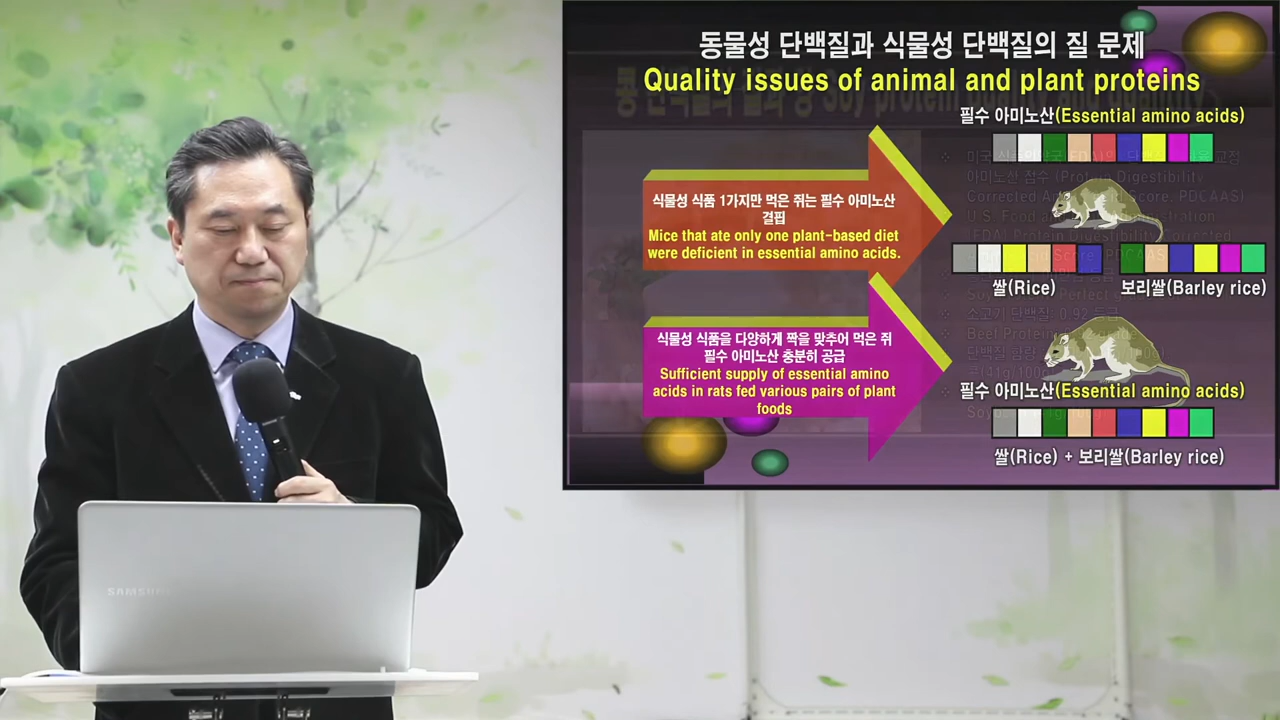 동물성 단백질과 식물성 단백질의 질 문제
Quality issues of animal and plant proteins
필수 아미노산(Essential amino acids)
식물성 식품 1가지만 먹은 쥐는 필수 아미노산
결핍
Mice that ate only one plant-based diet
were deficient in essential amino acids.
쌀(Rice)
보리쌀(Barley rice)
식물성 식품을 다양하게 짝을 맞추어 먹은 쥐
필수 아미노산 충분히 공급
Sufficient supply of essential amino
acids in rats fed various pairs of plant
foods
필수 아미노산(Essential amino acids)
쌀(Rice) + 보리쌀(Barley rice)
SAMSUNG